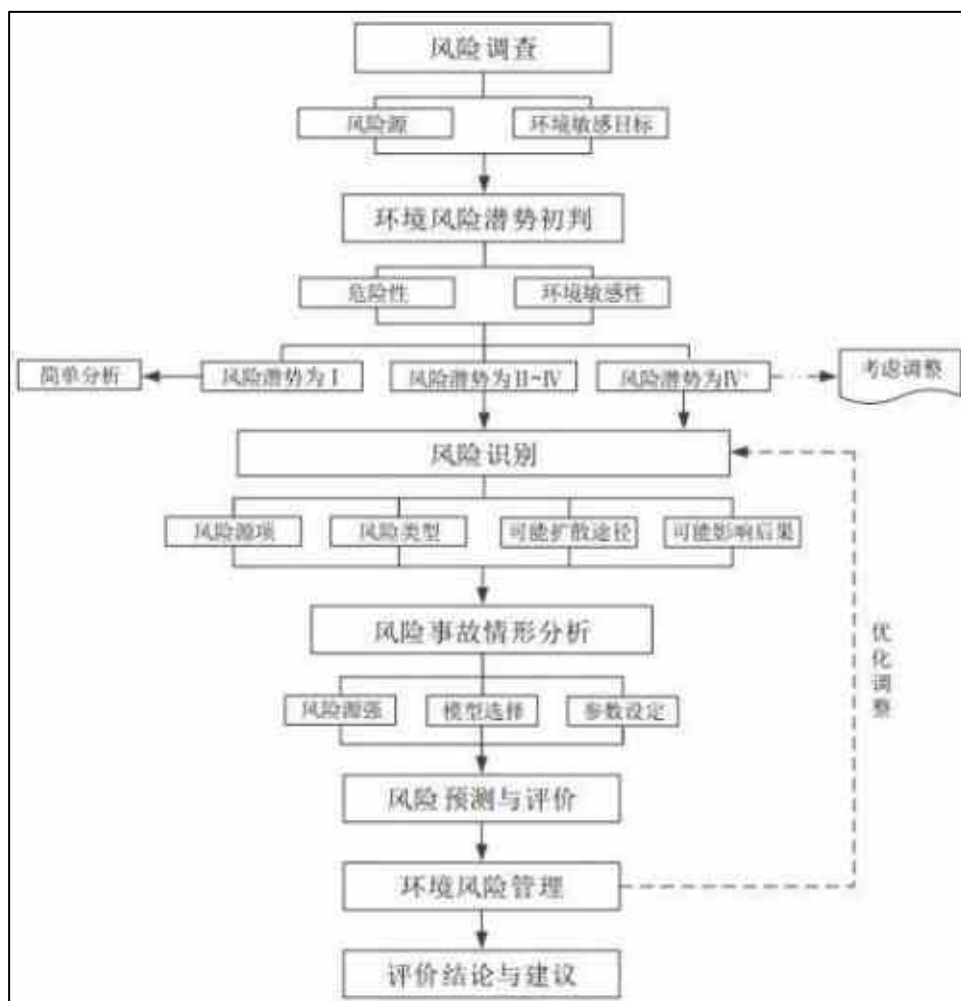 风险调查
风险源
环境敏感目标
环境风险潜势初判
危险性
环境敏感性
简单分析
风险潜势为Ⅰ
风险潜势为Ⅱ~Ⅳ
风险潜势为Ⅳ⁺
考虑调整
风险识别
风险源项
风险类型
可能扩散途径
可能影响后果
风险事故情形分析
风险源强
模型选择
参数设定
优化调整
风险预测与评价
环境风险管理
评价结论与建议